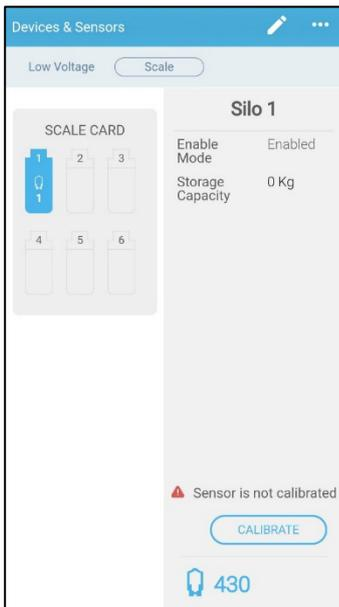 Devices & Sensors
Low Voltage Scale
SCALE CARD
1 2 3
1
4 5 6
Silo 1
Enable Mode Enabled
Storage Capacity 0 Kg
Sensor is not calibrated
CALIBRATE
430